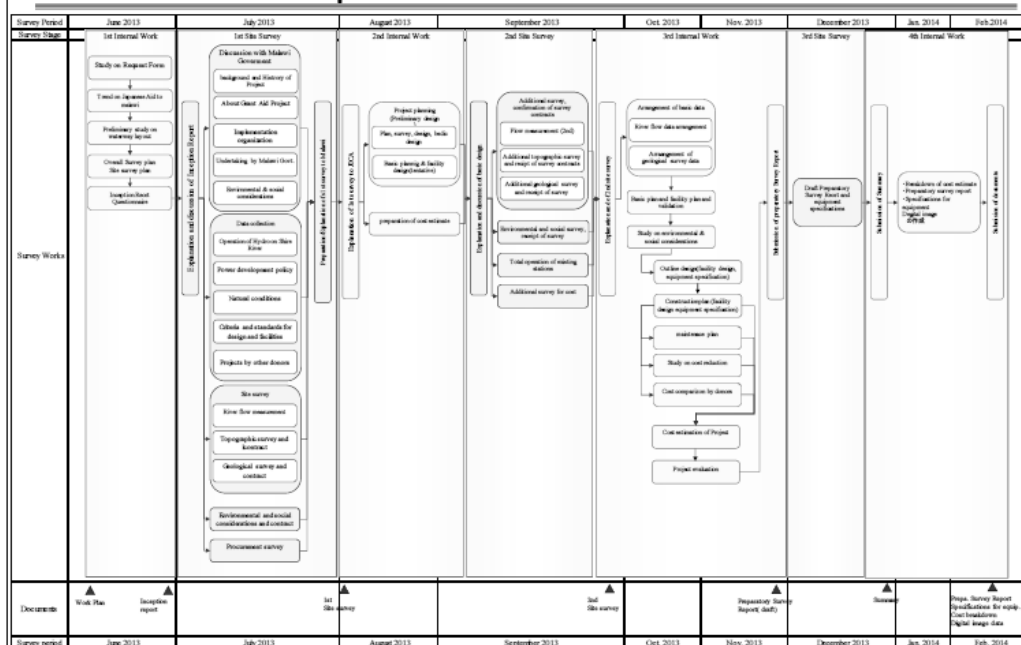 Survey Period
June 2013
July 2013
August 2013
September 2013
Oct. 2013
Nov. 2013
December 2013
Jan. 2014
Feb.2014
Survey Stage
1st Internal Work
1st Site Survey
2nd Internal Work
2nd Site Survey
3rd Internal Work
3rd Site Survey
4th Internal Work
Survey Works
Study on Request Form
Trend on Japanese Aid to
malawi
Preliminary study on
waterway layout
Overall Survey plan
Site survey plan
Inception
Questionnaire
Explanation and discussion of Inception Report
Discussion with Malawi
Government
background and History of
Project
About Grant Aid Project
Implementation
organization
Undertaking by Malawi Govt.
Environmental & social
considerations
Data collection
Operation of Hydro on Shire
River
Power development policy
Natural conditions
Criteria and standards for
design and facilities
Projects by other donors
Site survey
River flow measurement
Topographic survey and
Geological survey and
contract
Environmental and social
considerations and contract
Procurement survey
Explanation of 1st survey to JICA
Project planning
(Preliminary design
Plan, survey, design, design
Basic planning & facility
design(tentative)
preparation of cost estimate
Explanation and discussion of basic design
Additional survey,
confirmation of survey
contracts
Flow measurement (2nd)
Additional topographic survey
and receipt of survey contracts
Additional geological survey
and receipt of survey
Environmental and social survey,
receipt of survey
Total operation of existing
stations
Additional survey for cost
Arrangement of basic data
River flow data arrangement
Arrangement of
geological survey data
Basic plan and facility plan and
validation
Study on environmental &
social considerations
Outline design(facility design,
equipment specification)
Construction plan(facility
design equipment specification)
maintenance plan
Study on cost reduction
Cost comparison by donors
Cost estimation of Project
Project evaluation
Submission of preparatory Survey Report
Draft Preparatory
Survey and
equipment
specifications
Submission of Summary
・Breakdown of cost estimate
・Preparatory survey report
・Specifications for
equipment
Digital image
Submission of documents
Documents
Work Plan
Inception
report
1st
Site survey
2nd
Site survey
Preparatory Survey
Report( draft)
Summary
Prepa. Survey Report
Specifications for equip.
Cost breakdown
Digital image data
Survey period
June 2013
July 2013
August 2013
September 2013
Oct. 2013
Nov. 2013
December 2013
Jan. 2014
Feb. 2014